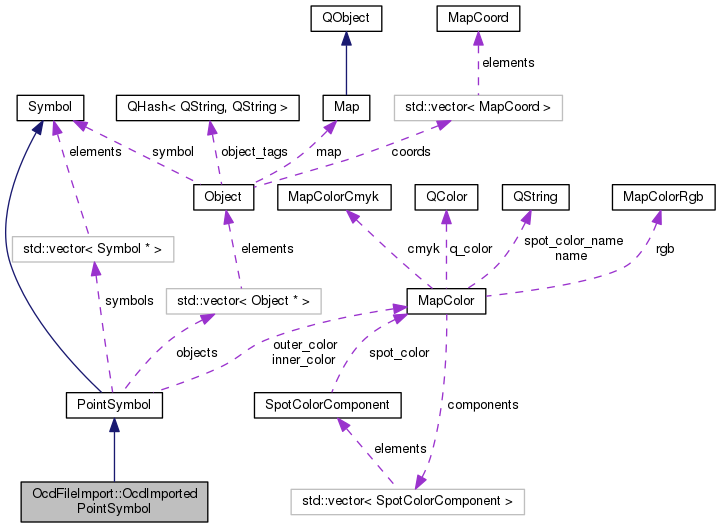 QObject
MapCoord
elements
Symbol
QHash< QString, QString >
Map
std::vector< MapCoord >
elements
symbol
object_tags
map
coords
Object
MapColorCmyk
QColor
QString
MapColorRgb
std::vector< Symbol * >
elements
cmyk
q_color
spot_color_name
name
rgb
symbols
std::vector< Object * >
MapColor
objects
outer_color
inner_color
spot_color
PointSymbol
SpotColorComponent
components
elements
OcdFileImport::OcdImported
PointSymbol
std::vector< SpotColorComponent >